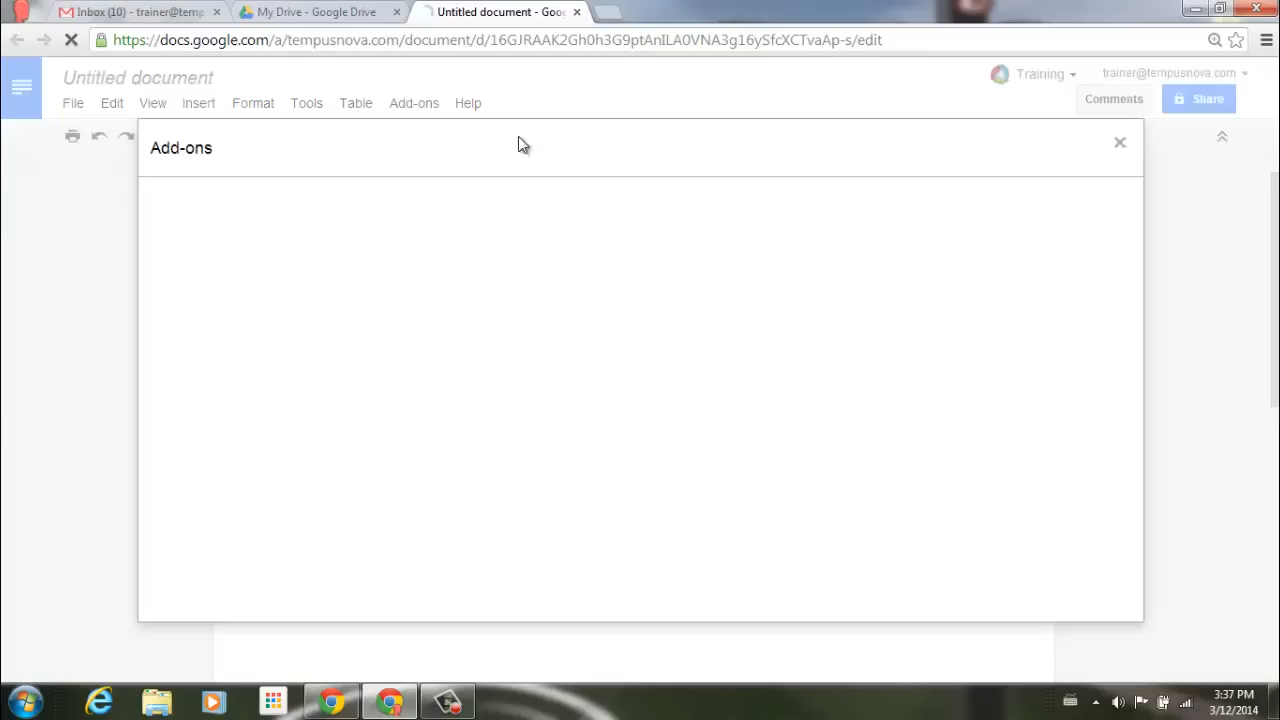 Inbox (10) - trainer@temp
My Drive - Google Drive
Untitled document - Goo
https://docs.google.com/a/tempusnova.com/document/d/16GJRAAK2Gh0h3G9ptAnILA0VNA3g16ySfcXCTvaAp-s/edit
Untitled document
Training
trainer@tempusnova.com
File Edit View Insert Format Tools Table Add-ons Help
Comments
Share
Add-ons
3:37 PM
3/12/2014